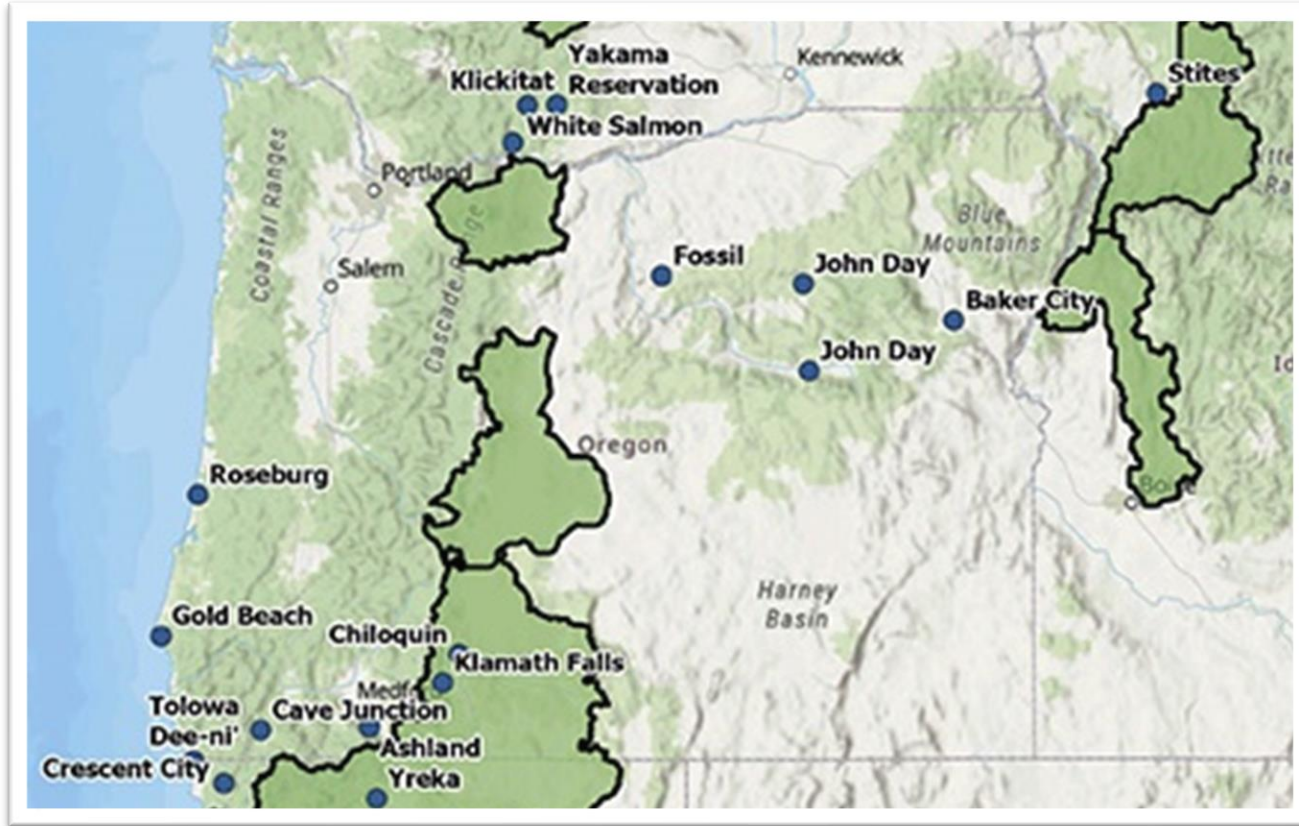 Yakama
Reservation
Klickitat
Kennewick
Stites
White Salmon
Portland
Coastal Ranges
Blue
Mountains
Fossil
John Day
Salem
Baker City
Cascade
John Day
Oregon
Roseburg
Harney
Basin
Gold Beach
Chiloquin
Klamath Falls
Tolowa
Dee-ni'
Cave Junction
Ashland
Crescent City
Yreka